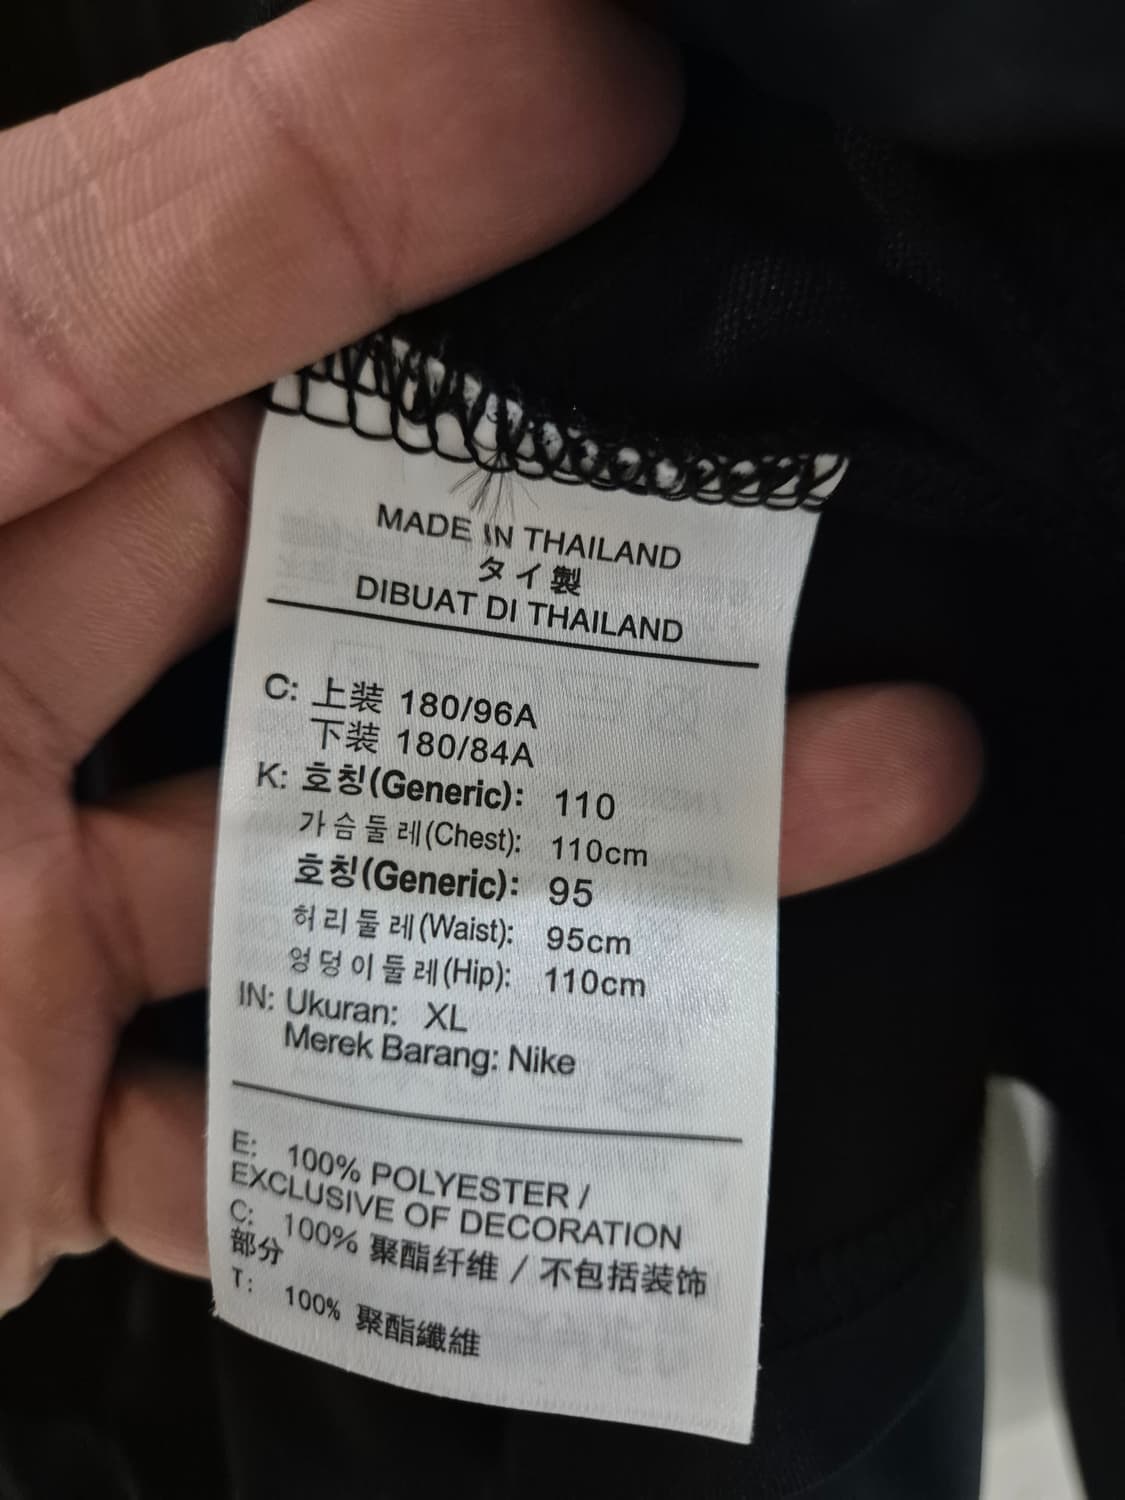 MADE IN THAILAND
タイ製
DIBUAT DI THAILAND
C: 上装 180/96A
下装 180/84A
K: 호칭(Generic): 110
가슴둘레(Chest): 110cm
호칭(Generic): 95
허리둘레(Waist): 95cm
엉덩이둘레(Hip): 110cm
IN: Ukuran: XL
Merek Barang: Nike
E: 100% POLYESTER /
EXCLUSIVE OF DECORATION
C: 100% 聚酯纤维 / 不包括装饰
部分
T: 100% 聚酯纖維